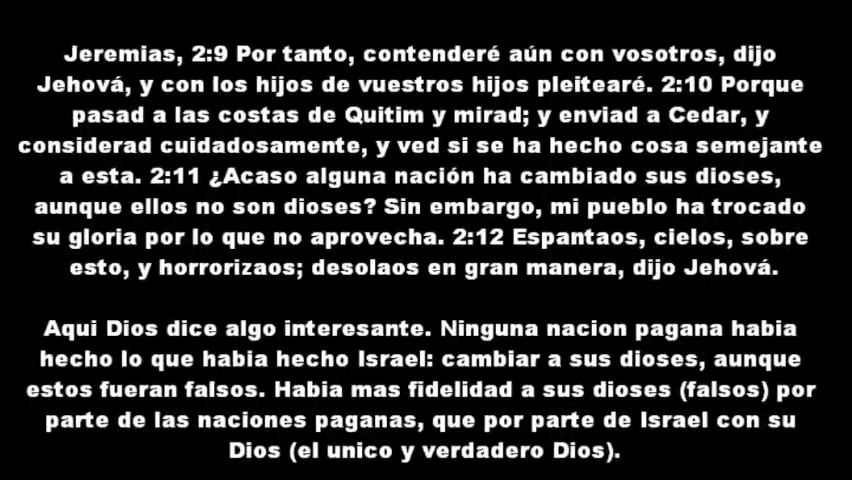 Jeremias, 2:9 Por tanto, contenderé aún con vosotros, dijo
Jehová, y con los hijos de vuestros hijos pleitearé. 2:10 Porque
pasad a las costas de Quitim y mirad; y enviad a Cedar, y
considerad cuidadosamente, y ved si se ha hecho cosa semejante
a esta. 2:11 ¿Acaso alguna nación ha cambiado sus dioses,
aunque ellos no son dioses? Sin embargo, mi pueblo ha trocado
su gloria por lo que no aprovecha. 2:12 Espantaos, cielos, sobre
esto, y horrorizaos; desolaos en gran manera, dijo Jehová.
Aqui Dios dice algo interesante. Ninguna nacion pagana habia
hecho lo que habia hecho Israel: cambiar a sus dioses, aunque
estos fueran falsos. Habia mas fidelidad a sus dioses (falsos) por
parte de las naciones paganas, que por parte de Israel con su
Dios (el unico y verdadero Dios).